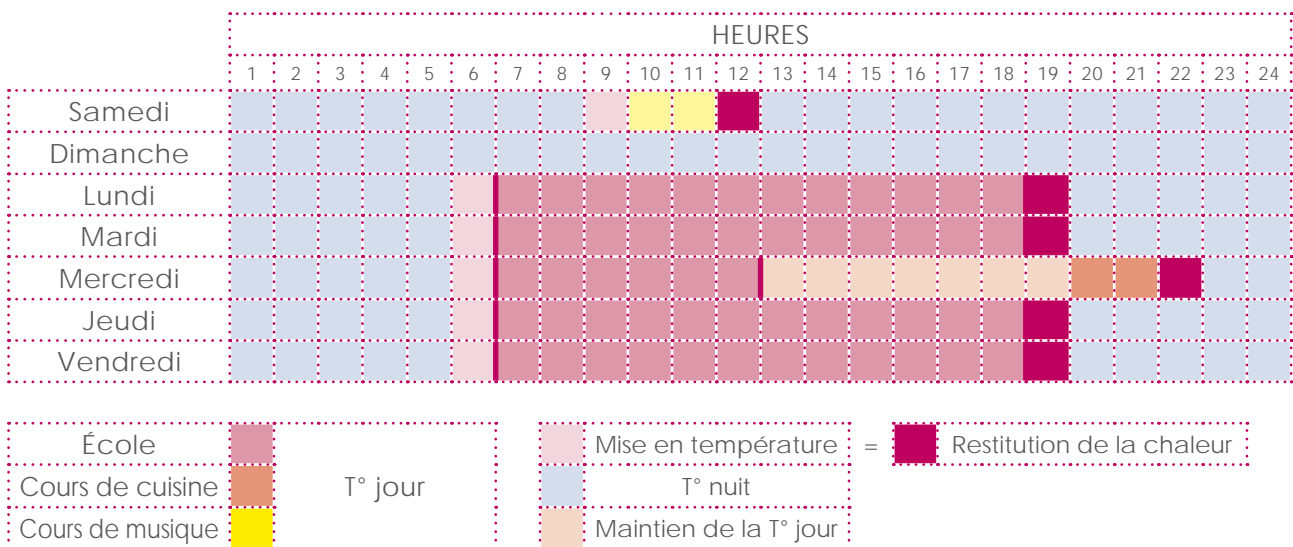 HEURES
1 2 3 4 5 6 7 8 9 10 11 12 13 14 15 16 17 18 19 20 21 22 23 24
Samedi
Dimanche
Lundi
Mardi
Mercredi
Jeudi
Vendredi
École Mise en température = Restitution de la chaleur
Cours de cuisine T° jour T° nuit
Cours de musique Maintien de la T° jour